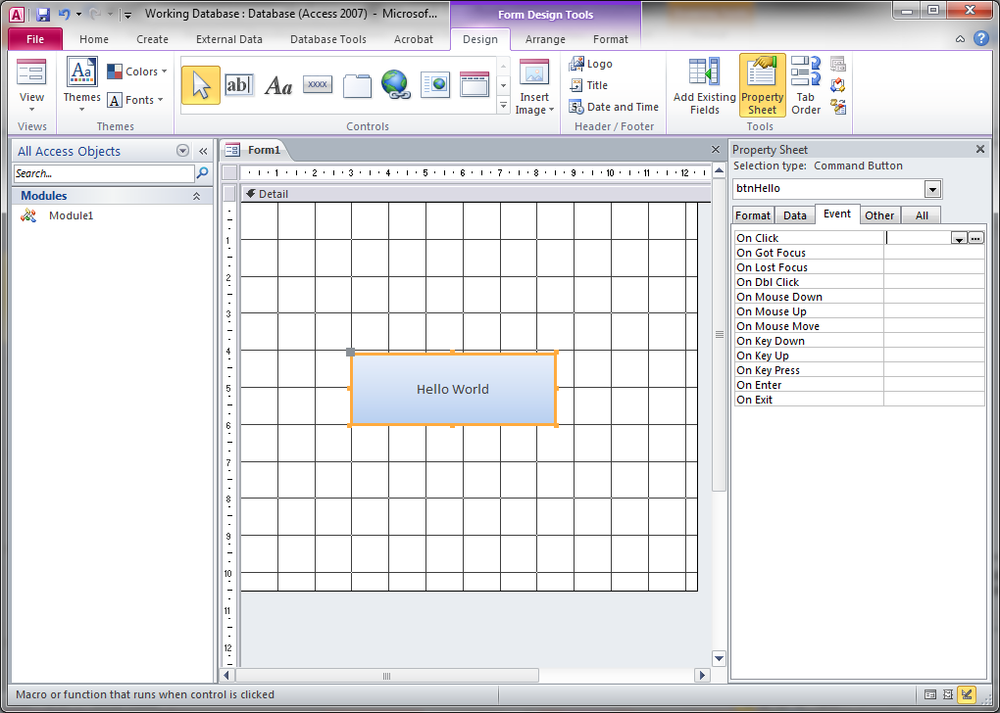 Working Database : Database (Access 2007) - Microsof...
Form Design Tools
File Home Create External Data Database Tools Acrobat Design Arrange Format
View
Themes
Colors
Fonts
ab|
Aa
xxxx
Insert
Image
Logo
Title
Date and Time
Add Existing
Fields
Property
Sheet
Tab
Order
Views
Themes
Controls
Header / Footer
Tools
All Access Objects
Search...
Modules
Module1
Form1
1 2 3 4 5 6 7 8 9 10 11 12
Detail
1
2
3
4
5
6
7
8
9
10
11
12
Hello World
Property Sheet
Selection type: Command Button
btnHello
Format Data Event Other All
On Click
On Got Focus
On Lost Focus
On Dbl Click
On Mouse Down
On Mouse Up
On Mouse Move
On Key Down
On Key Up
On Key Press
On Enter
On Exit
Macro or function that runs when control is clicked